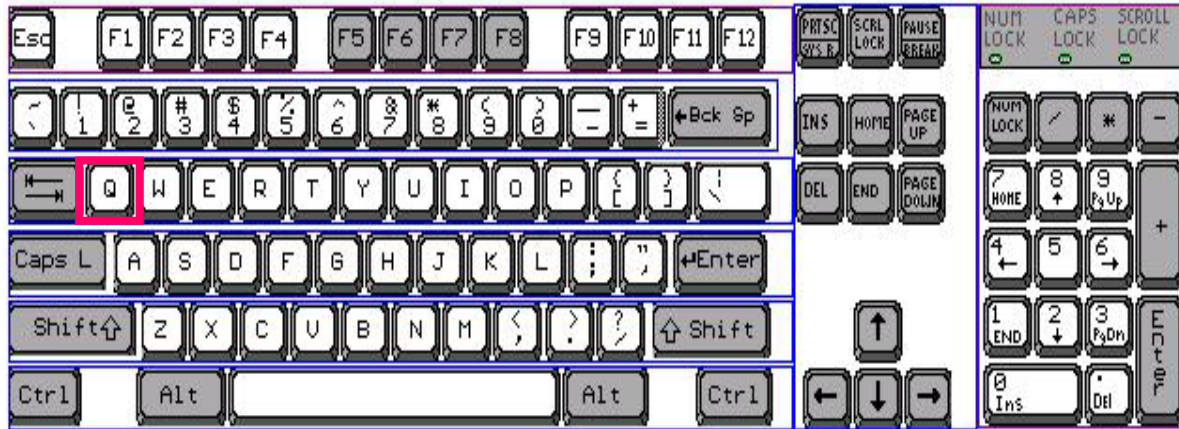 Esc F1 F2 F3 F4 F5 F6 F7 F8 F9 F10 F11 F12 PRTSC SYS R SCRL LOCK PAUSE BREAK NUM LOCK CAPS LOCK SCROLL LOCK
~ ` ! 1 @ 2 # 3 $ 4 % 5 ^ 6 & 7 * 8 ( 9 ) 0 — - + = ←Bck Sp INS HOME PAGE UP NUM LOCK / * -
Q W E R T Y U I O P { [ } ] ¦ \ DEL END PAGE DOWN 7 HOME 8 ↑ 9 PgUp +
Caps L A S D F G H J K L : ; " , ↵Enter 4 ← 5 6 →
Shift⇧ Z X C V B N M < , > . ? / ⇧ Shift ↑ 1 END 2 ↓ 3 PgDn Enter
Ctrl Alt Alt Ctrl ← ↓ → 0 Ins . Del